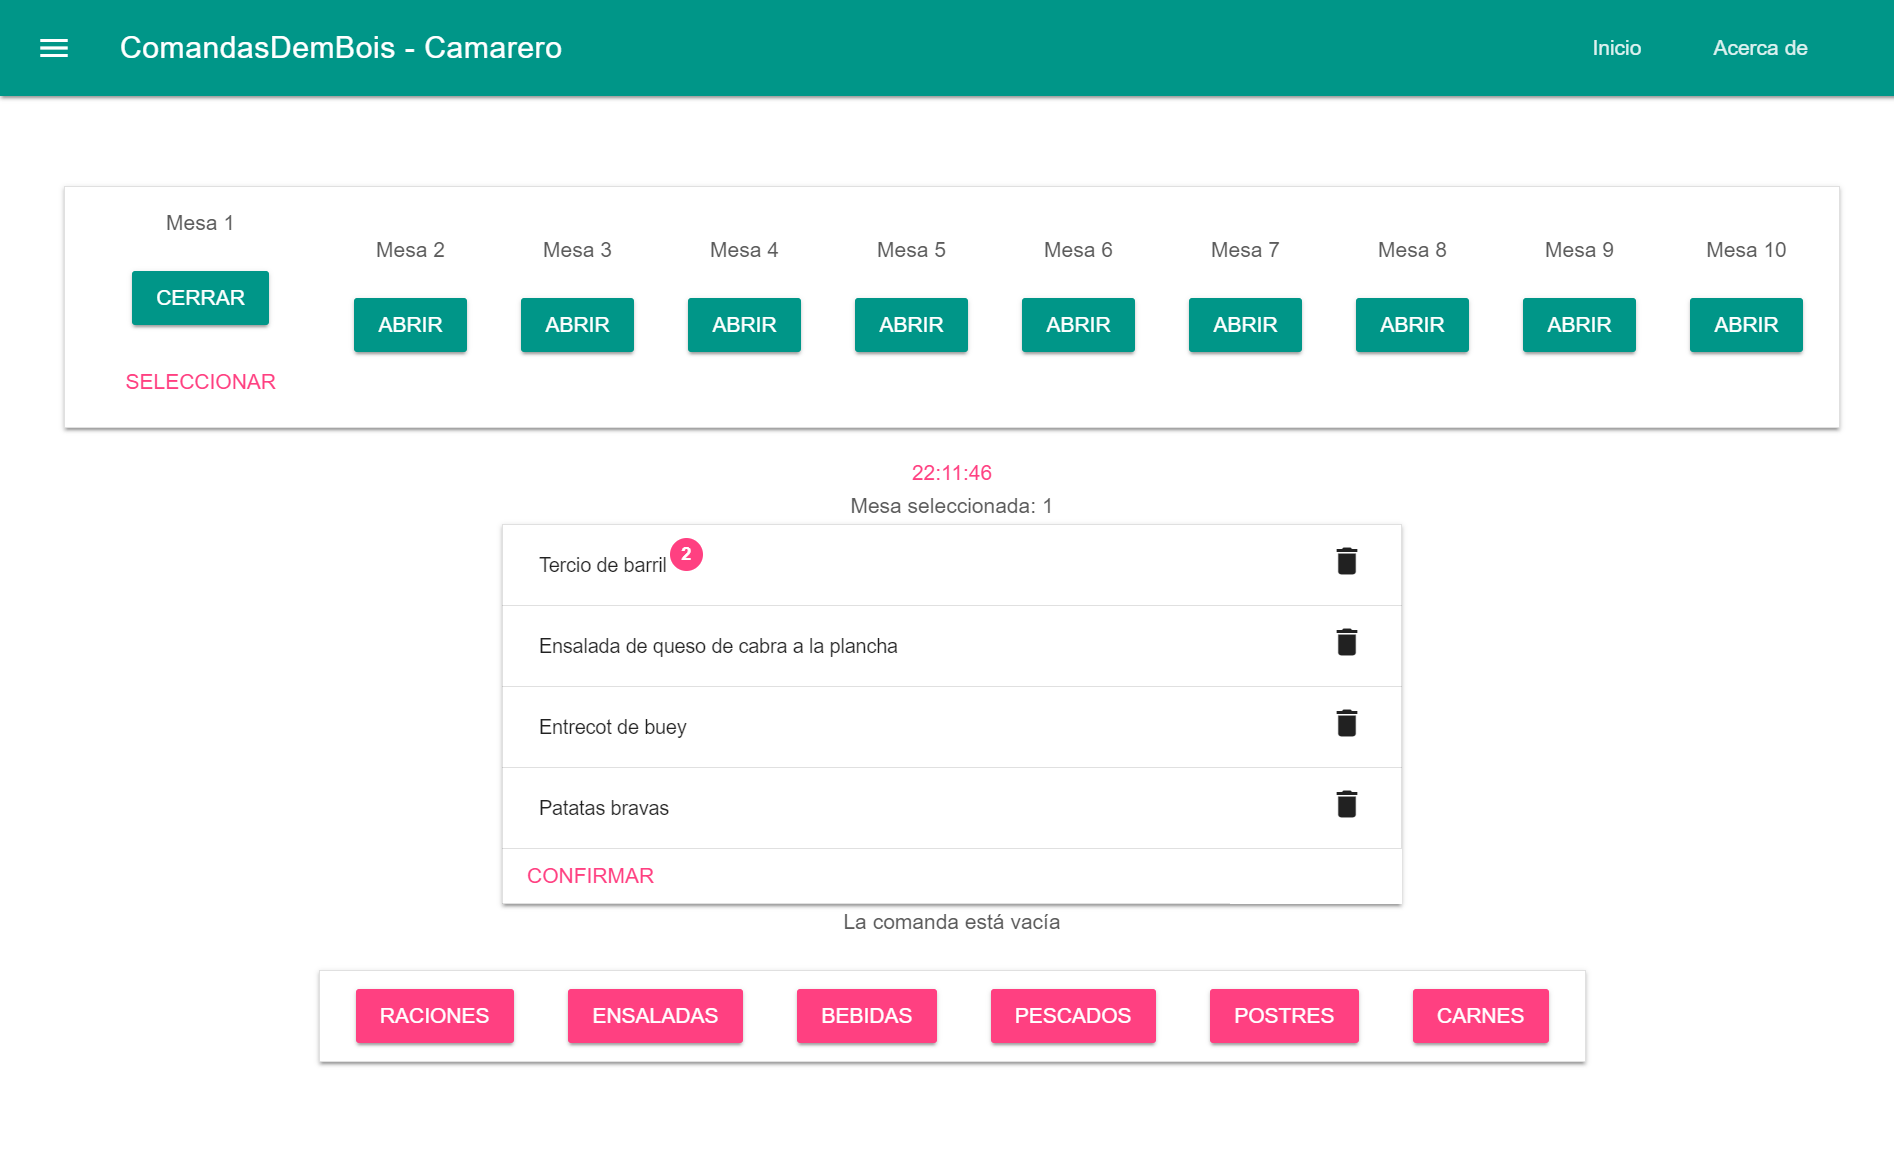 ComandasDemBois - Camarero
Inicio
Acerca de
Mesa 1
CERRAR
SELECCIONAR
Mesa 2
ABRIR
Mesa 3
ABRIR
Mesa 4
ABRIR
Mesa 5
ABRIR
Mesa 6
ABRIR
Mesa 7
ABRIR
Mesa 8
ABRIR
Mesa 9
ABRIR
Mesa 10
ABRIR
22:11:46
Mesa seleccionada: 1
Tercio de barril 2
Ensalada de queso de cabra a la plancha
Entrecot de buey
Patatas bravas
CONFIRMAR
La comanda está vacía
RACIONES
ENSALADAS
BEBIDAS
PESCADOS
POSTRES
CARNES